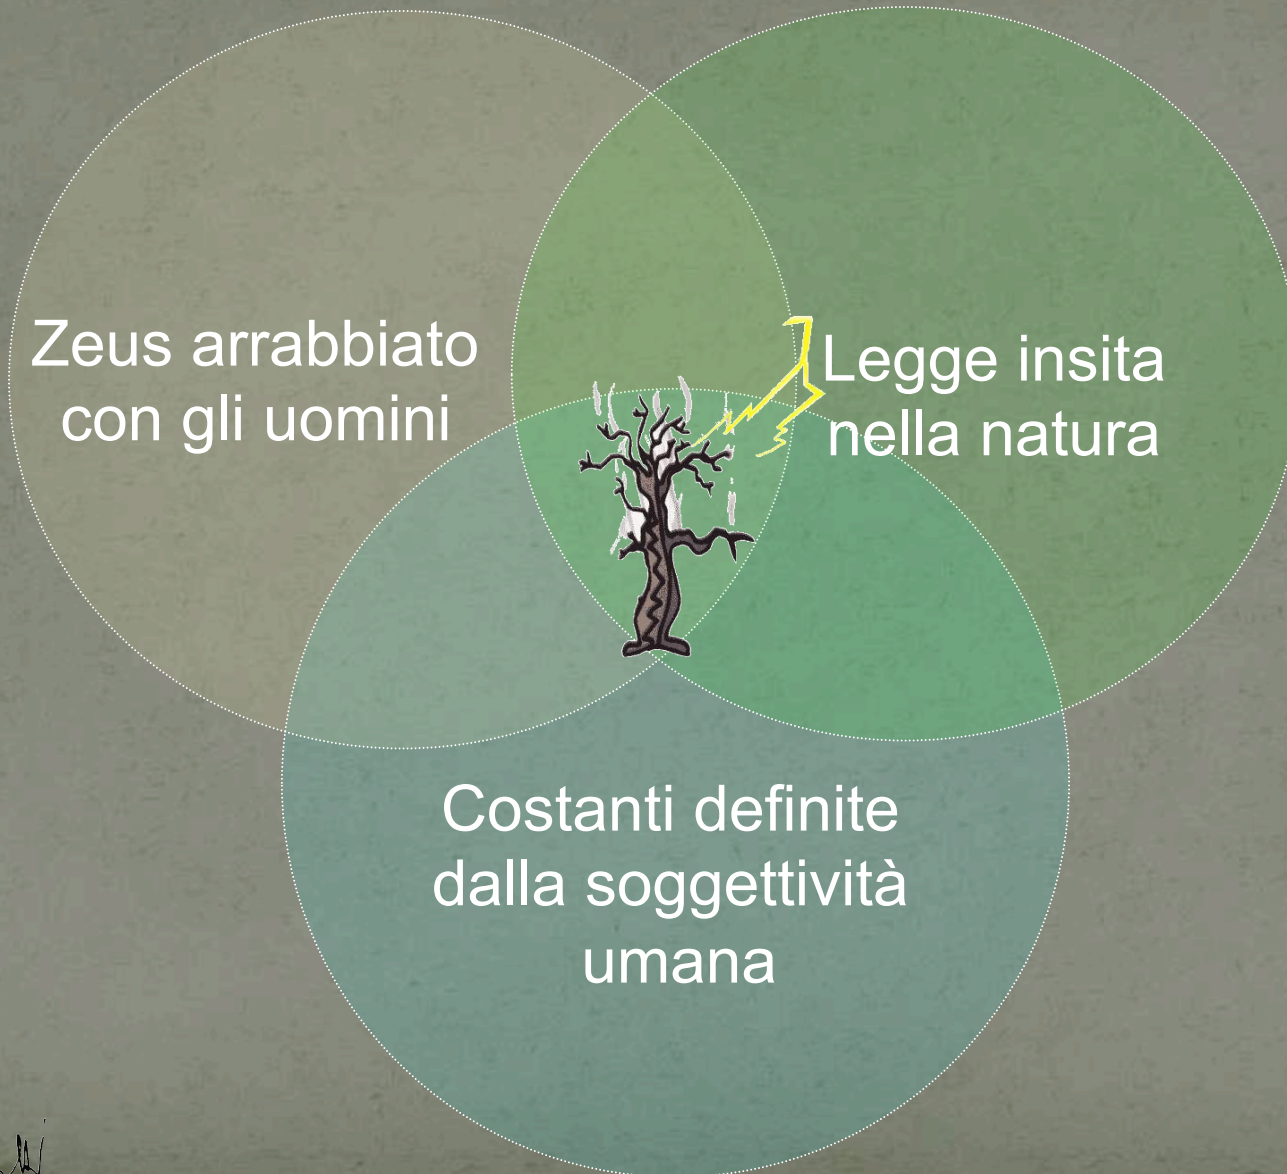 Zeus arrabbiato
con gli uomini
Legge insita
nella natura
Costanti definite
dalla soggettività
umana